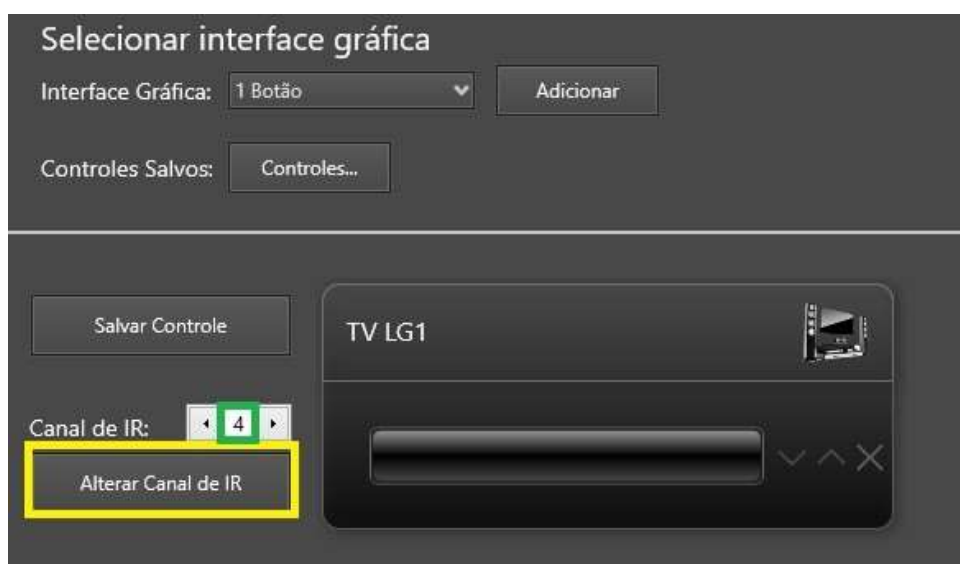 Selecionar interface gráfica
Interface Gráfica: 1 Botão Adicionar
Controles Salvos: Controles...
Salvar Controle
TV LG1
Canal de IR: 4
Alterar Canal de IR